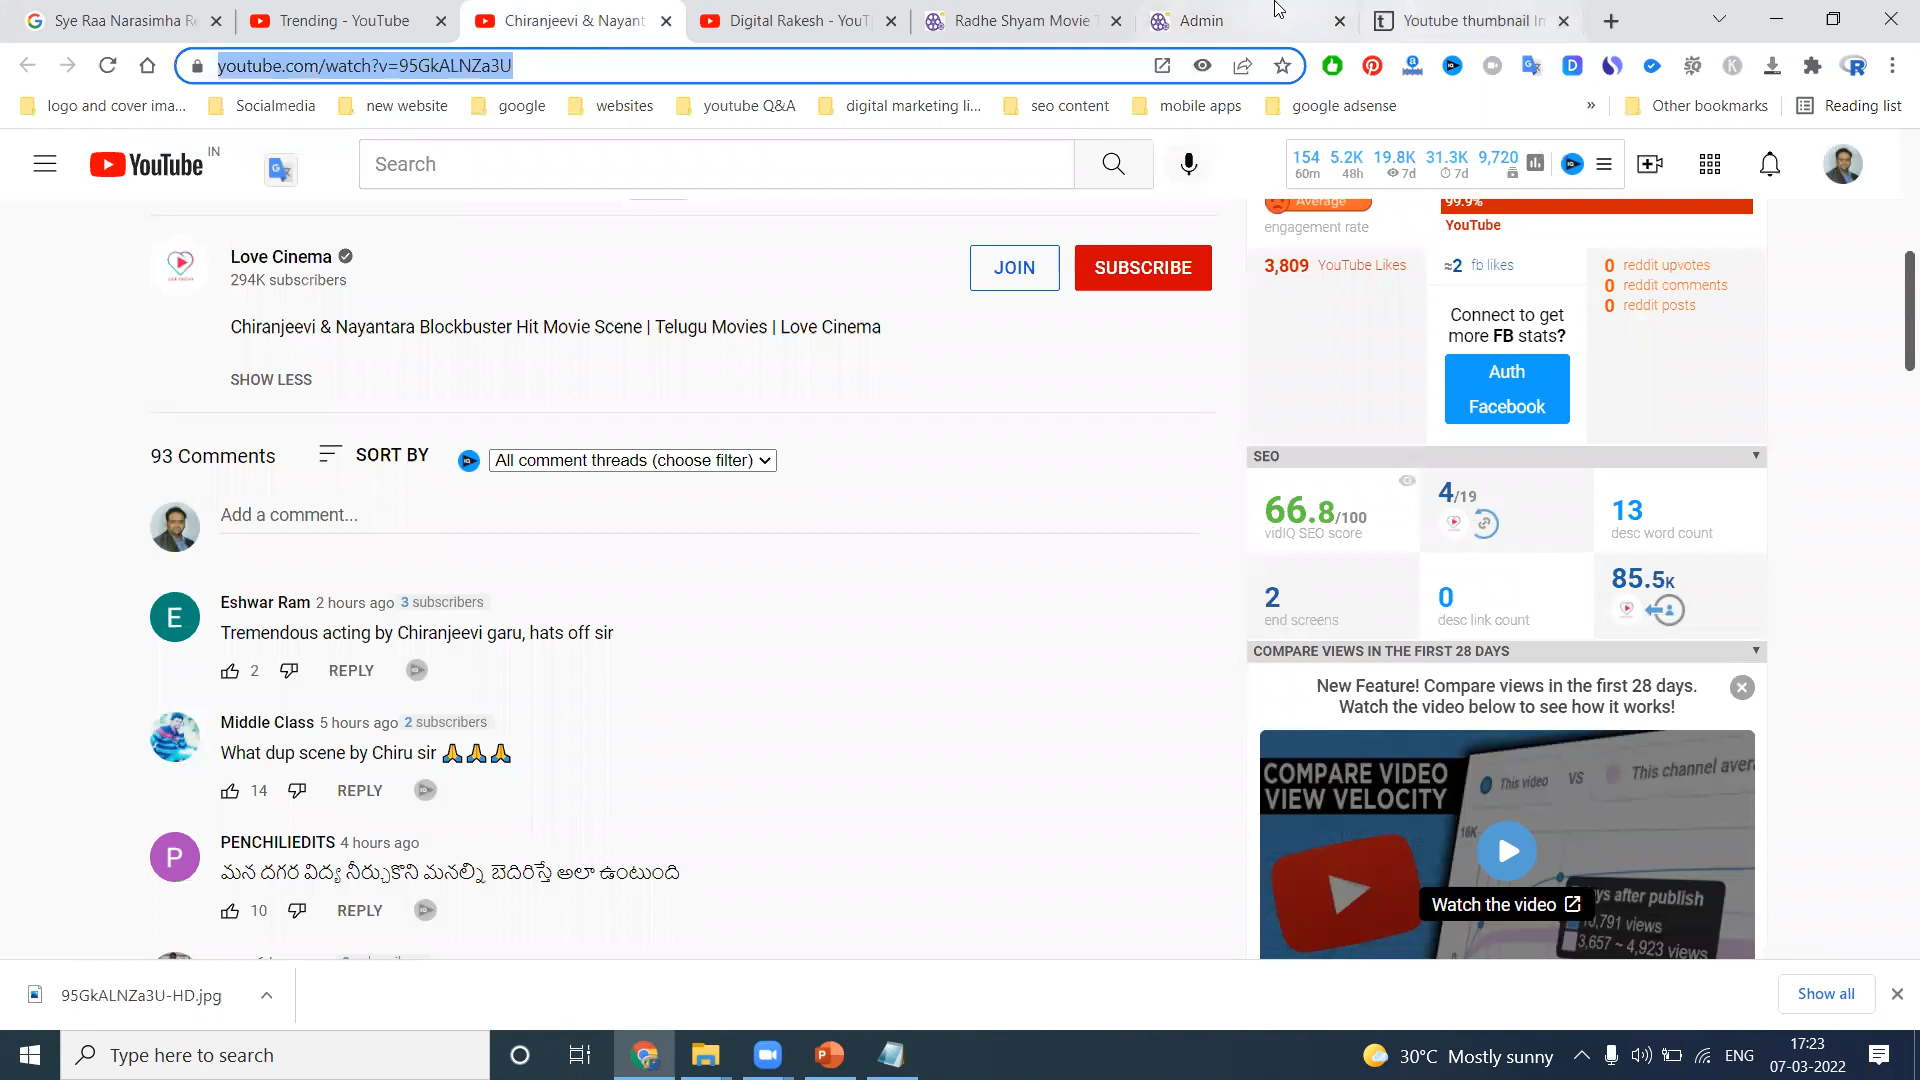 Sye Raa Narasimha Re
Trending - YouTube
Chiranjeevi & Nayant
Digital Rakesh - YouT
Radhe Shyam Movie T
Admin
Youtube thumbnail Im
youtube.com/watch?v=95GkALNZa3U
logo and cover ima...
Socialmedia
new website
google
websites
youtube Q&A
digital marketing li...
seo content
mobile apps
google adsense
»
Other bookmarks
Reading list
YouTube IN
Search
154 5.2K 19.8K 31.3K 9,720
60m 48h 7d 7d
Love Cinema
294K subscribers
JOIN
SUBSCRIBE
Chiranjeevi & Nayantara Blockbuster Hit Movie Scene | Telugu Movies | Love Cinema
SHOW LESS
93 Comments
SORT BY
All comment threads (choose filter)
Add a comment...
E
Eshwar Ram 2 hours ago 3 subscribers
Tremendous acting by Chiranjeevi garu, hats off sir
2 REPLY
Middle Class 5 hours ago 2 subscribers
What dup scene by Chiru sir 🙏🙏🙏
14 REPLY
P
PENCHILIEDITS 4 hours ago
మన దగర విద్య నీర్చుకొని మనల్ని బెదిరిస్తే అలా ఉంటుంది
10 REPLY
Average
engagement rate
99.9%
YouTube
3,809 YouTube Likes
≈2 fb likes
0 reddit upvotes
0 reddit comments
0 reddit posts
Connect to get
more FB stats?
Auth
Facebook
SEO
66.8/100
vidIQ SEO score
4/19
13
desc word count
2
end screens
0
desc link count
85.5K
COMPARE VIEWS IN THE FIRST 28 DAYS
New Feature! Compare views in the first 28 days.
Watch the video below to see how it works!
COMPARE VIDEO
VIEW VELOCITY
This video VS This channel aver
Watch the video
ys after publish
views
3,657 ~ 4,923 views
95GkALNZa3U-HD.jpg
Show all
Type here to search
30°C Mostly sunny
ENG
17:23
07-03-2022